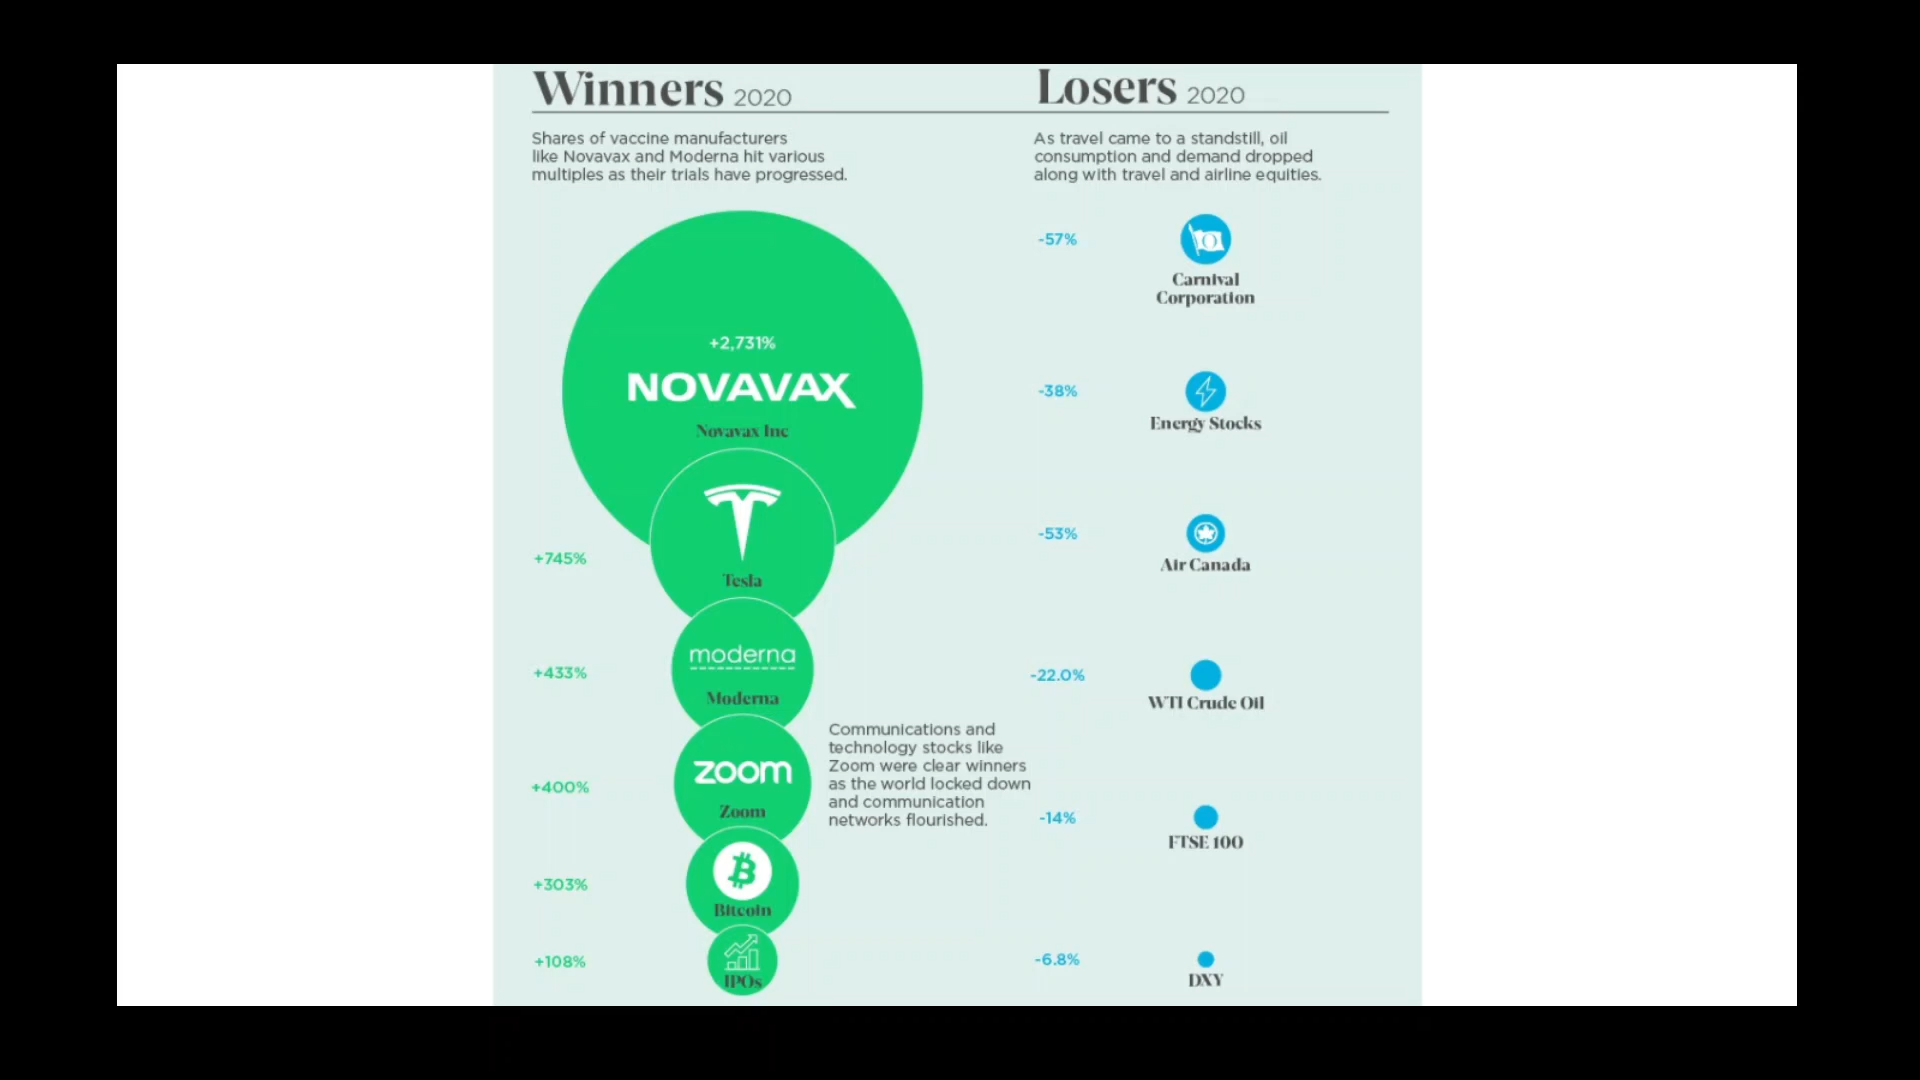 Winners 2020
Shares of vaccine manufacturers
like Novavax and Moderna hit various
multiples as their trials have progressed.
+2,731%
NOVAVAX
Novavax Inc
+745%
Tesla
+433%
moderna
Moderna
+400%
zoom
Zoom
Communications and
technology stocks like
Zoom were clear winners
as the world locked down
and communication
networks flourished.
+303%
Bitcoin
+108%
IPOs
Losers 2020
As travel came to a standstill, oil
consumption and demand dropped
along with travel and airline equities.
-57%
Carnival
Corporation
-38%
Energy Stocks
-53%
Air Canada
-22.0%
WTI Crude Oil
-14%
FTSE 100
-6.8%
DXY